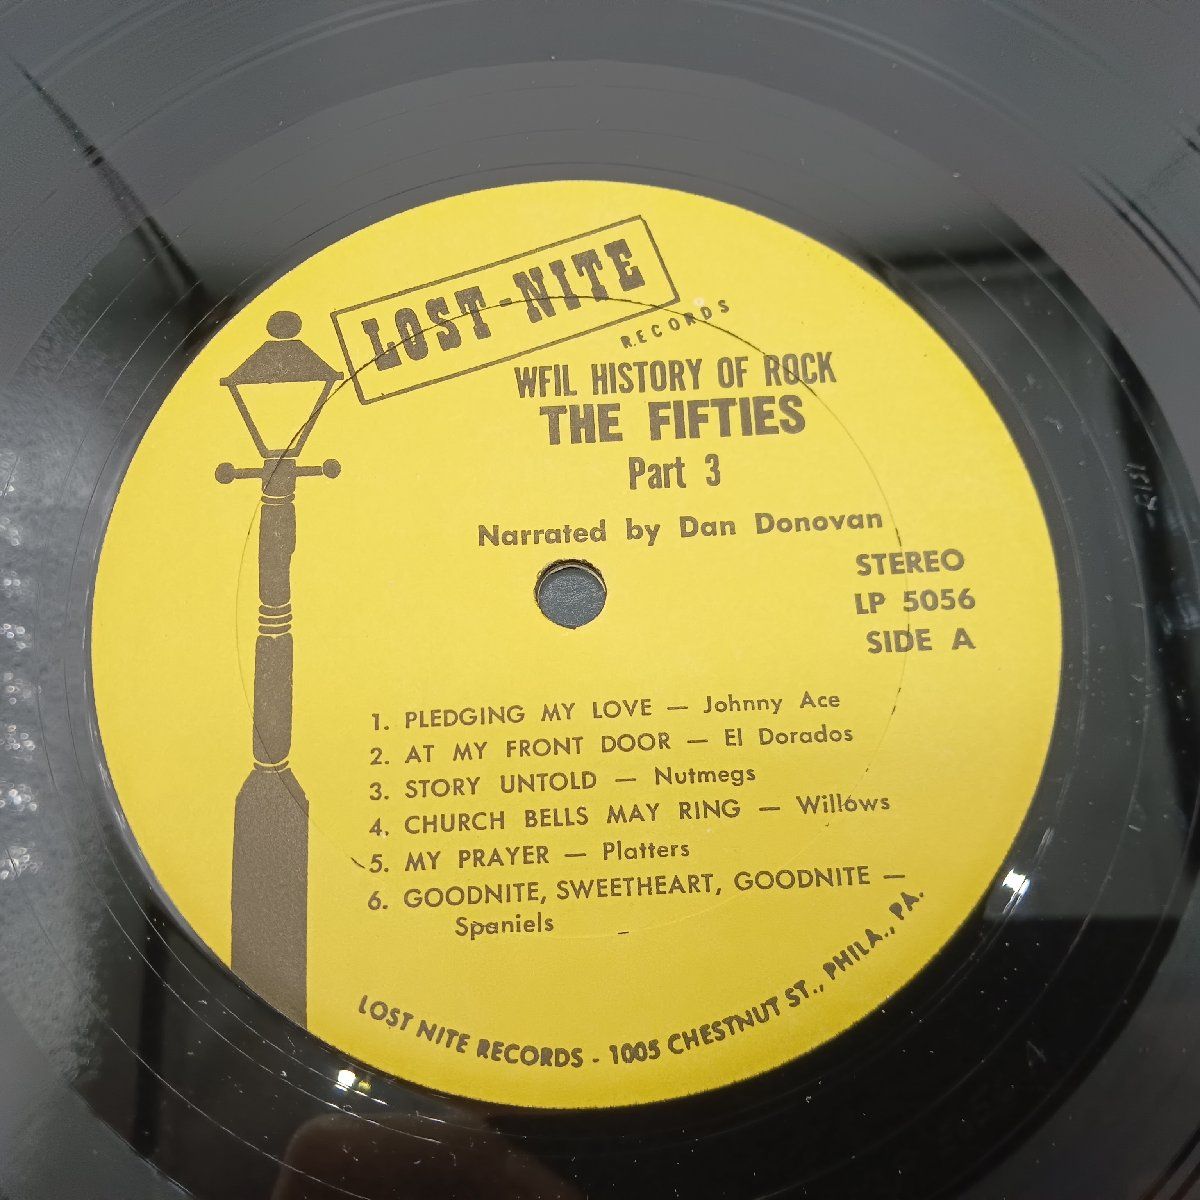 LOST-NITE
RECORDS
WFIL HISTORY OF ROCK
THE FIFTIES
Part 3
Narrated by Dan Donovan
STEREO
LP 5056
SIDE A
1. PLEDGING MY LOVE — Johnny Ace
2. AT MY FRONT DOOR — El Dorados
3. STORY UNTOLD — Nutmegs
4. CHURCH BELLS MAY RING — Willows
5. MY PRAYER — Platters
6. GOODNITE, SWEETHEART, GOODNITE —
Spaniels
LOST NITE RECORDS - 1005 CHESTNUT ST., PHILA., PA.